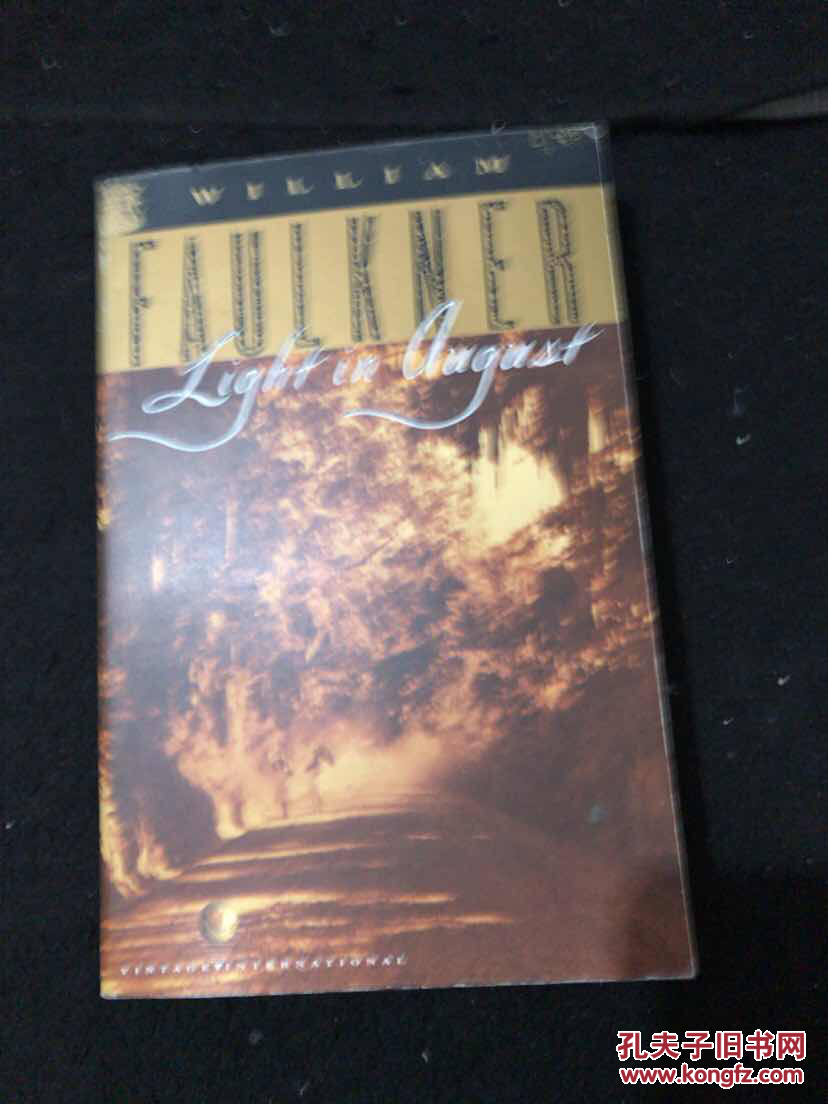 WILLIAM
FAULKNER
Light in August
VINTAGE INTERNATIONAL
孔夫子旧书网
www.kongfz.com